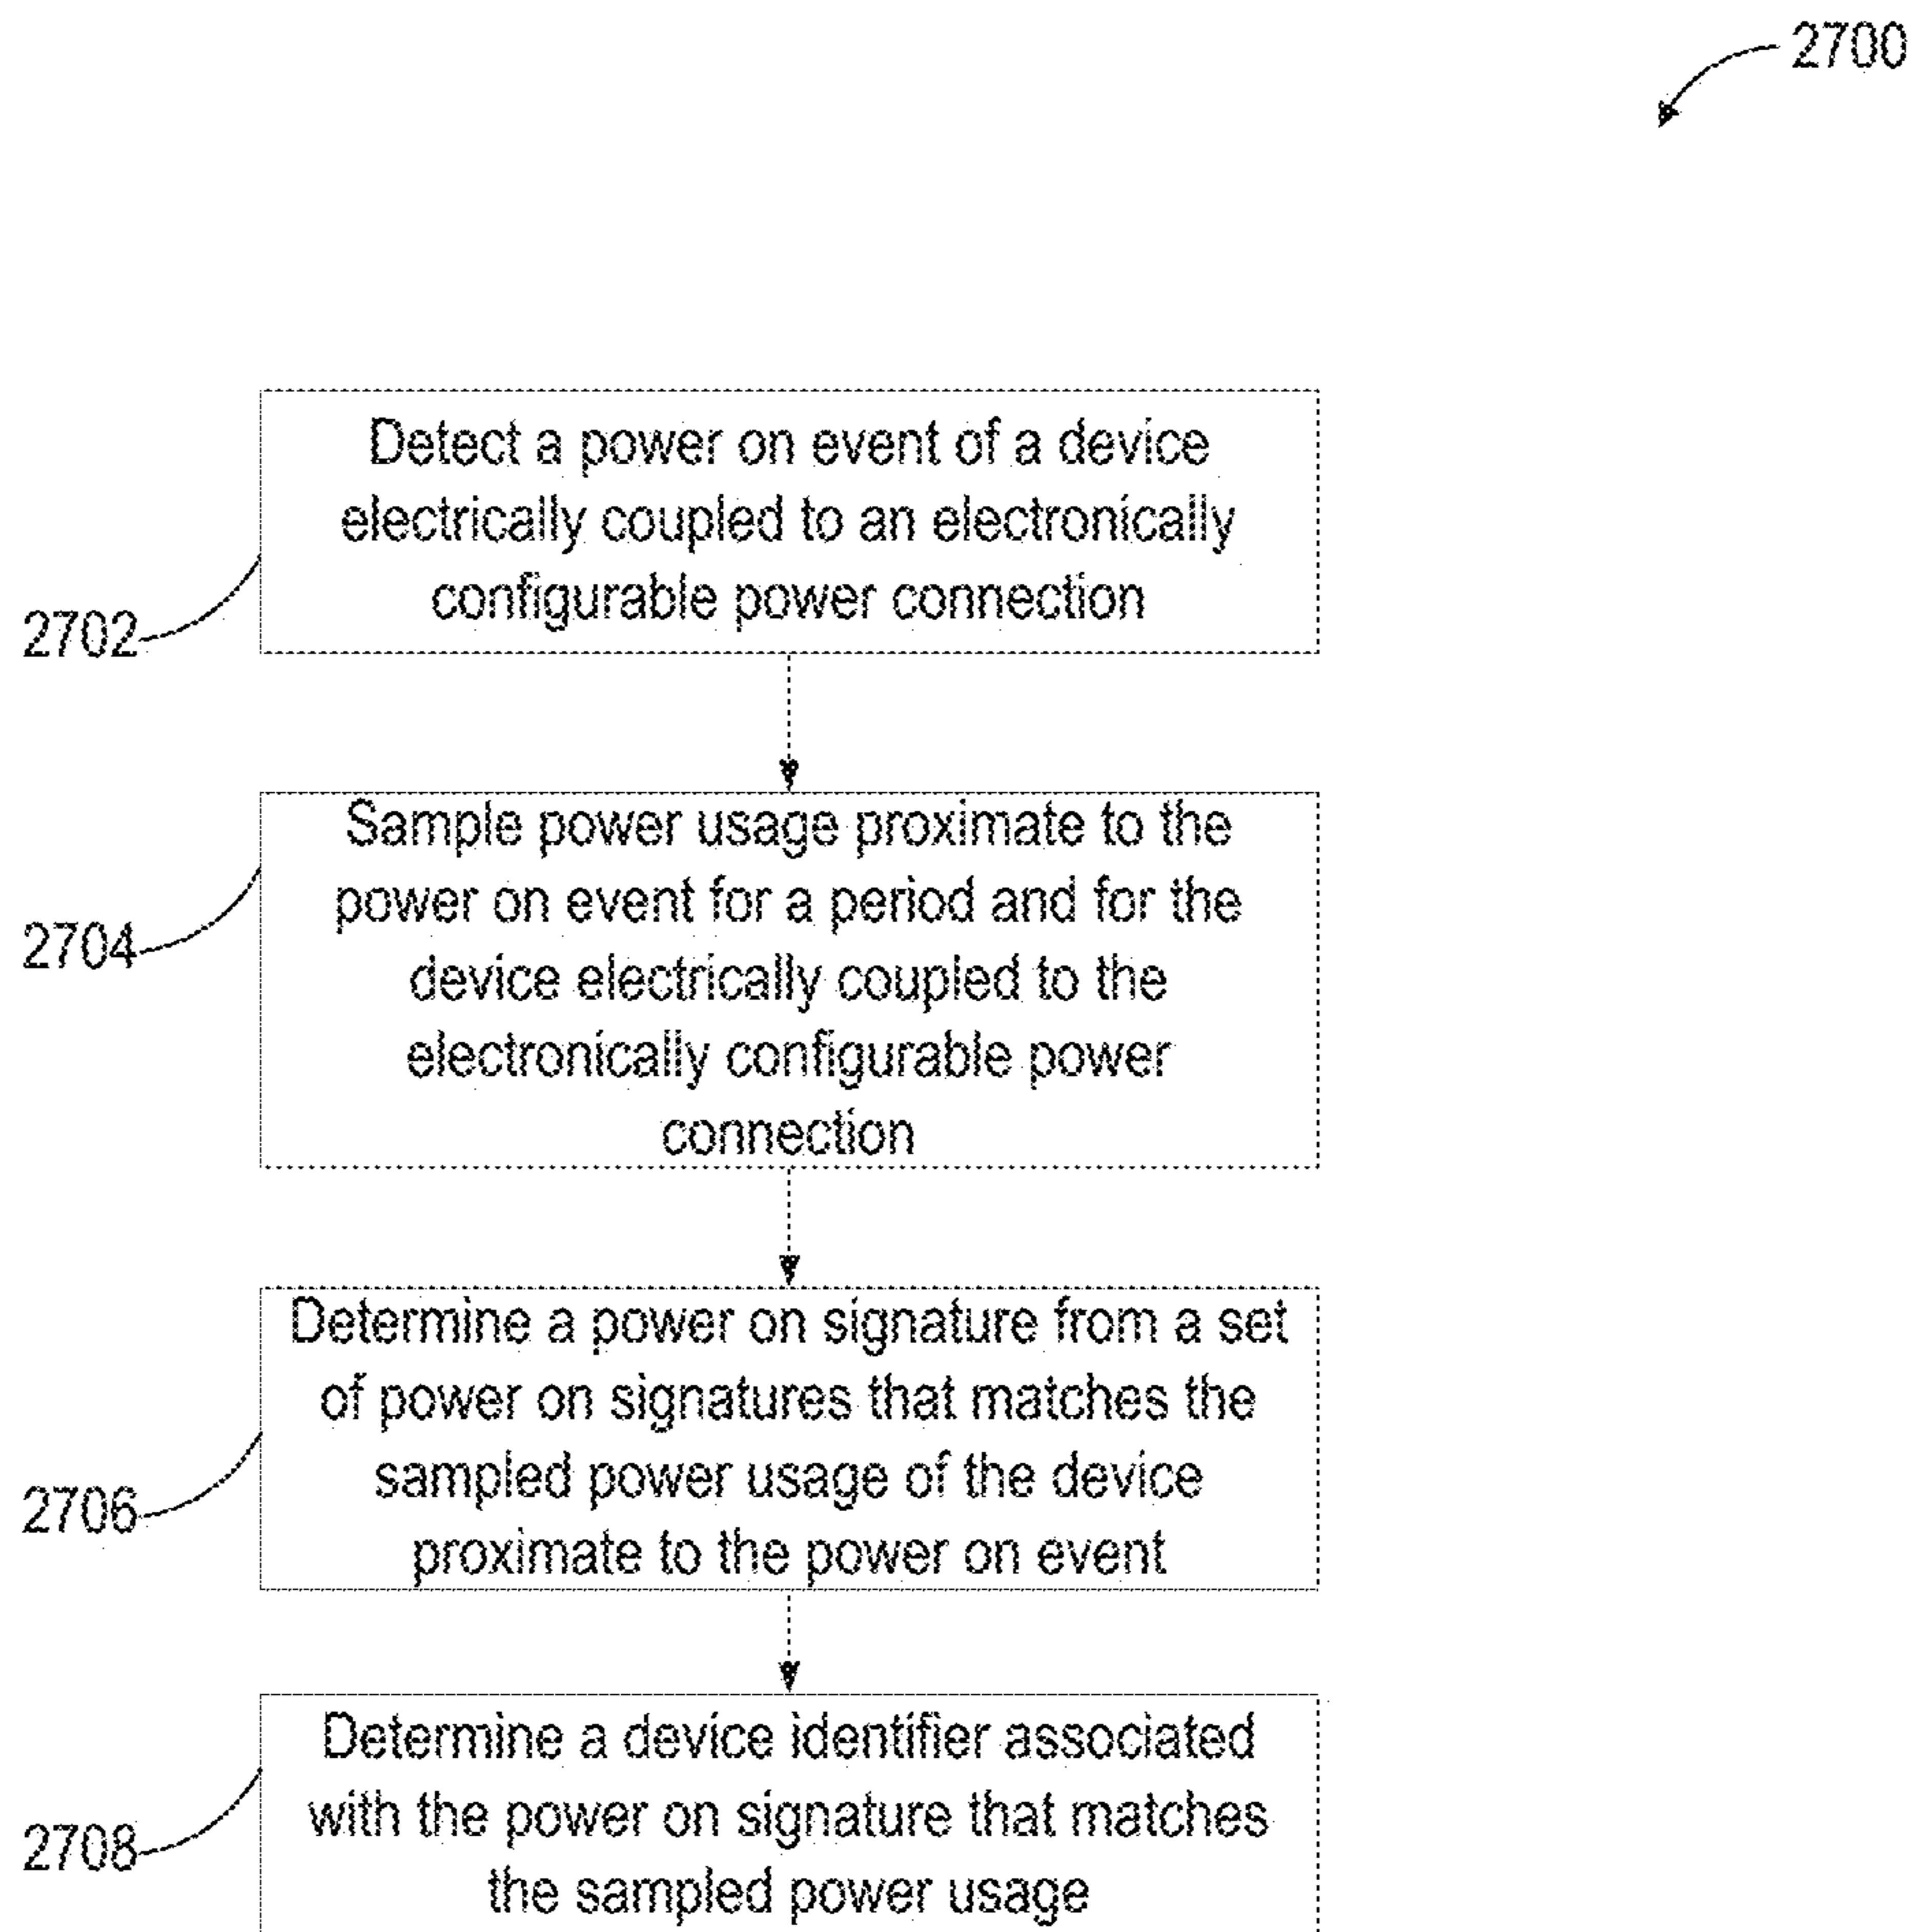 2700
Detect a power on event of a device
electrically coupled to an electronically
configurable power connection
2702
Sample power usage proximate to the
power on event for a period and for the
device electrically coupled to the
electronically configurable power
connection
2704
Determine a power on signature from a set
of power on signatures that matches the
sampled power usage of the device
proximate to the power on event
2706
Determine a device identifier associated
with the power on signature that matches
the sampled power usage
2708